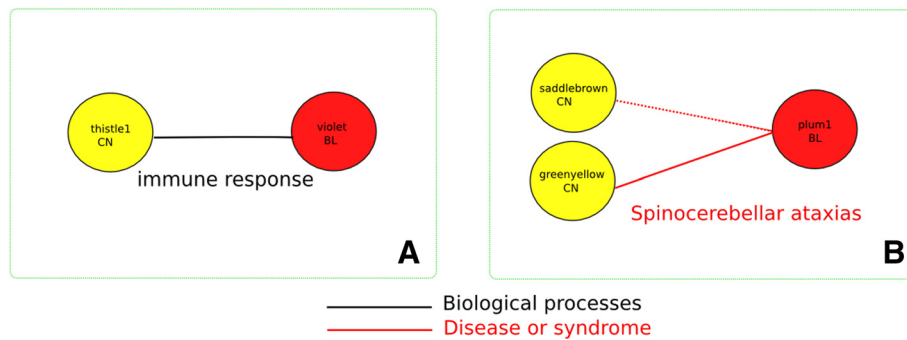 thistle1
CN
violet
BL
immune response
A
saddlebrown
CN
greenyellow
CN
plum1
BL
Spinocerebellar ataxias
B
Biological processes
Disease or syndrome